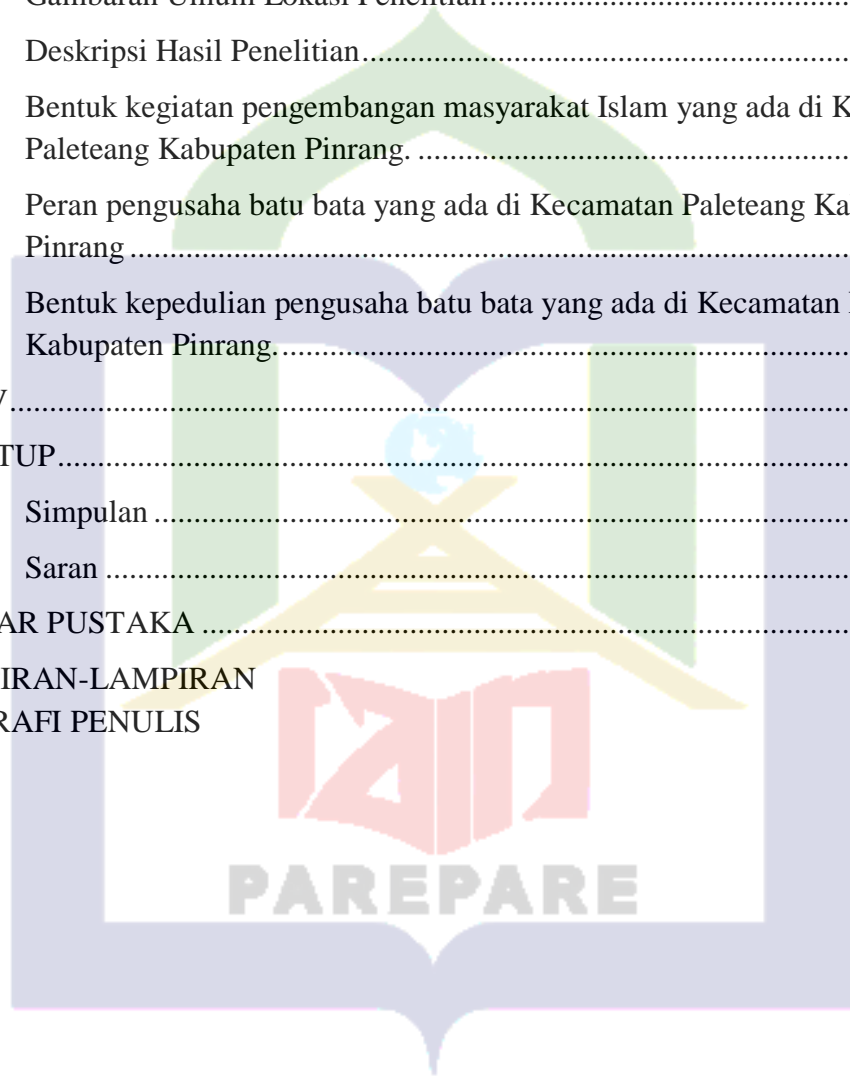 Gambaran Umum Lokasi Penelitian................................................
Deskripsi Hasil Penelitian................................................................
Bentuk kegiatan pengembangan masyarakat Islam yang ada di K
Paleteang Kabupaten Pinrang. .........................................................
Peran pengusaha batu bata yang ada di Kecamatan Paleteang Ka
Pinrang ...............................................................................................
Bentuk kepedulian pengusaha batu bata yang ada di Kecamatan
Kabupaten Pinrang............................................................................
V...................................................................................................................
TUP.............................................................................................................
Simpulan ............................................................................................
Saran ...................................................................................................
AR PUSTAKA ........................................................................................
IRAN-LAMPIRAN
RAFI PENULIS
iain
PAREPARE